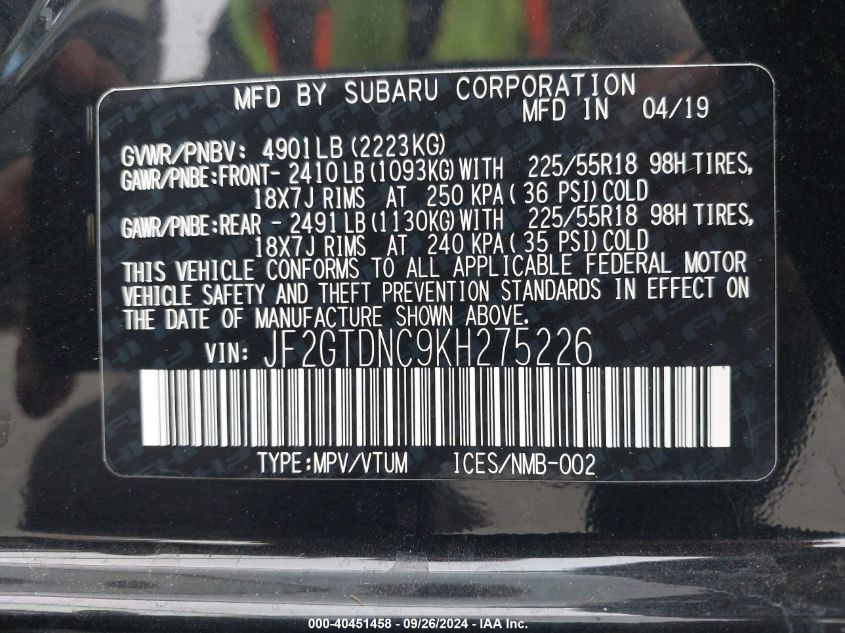 MFD BY SUBARU CORPORATION
MFD IN 04/19
GVWR/PNBV: 4901LB (2223KG)
GAWR/PNBE:FRONT- 2410LB (1093KG)WITH 225/55R18 98H TIRES,
18X7J RIMS AT 250 KPA( 36 PSI)COLD
GAWR/PNBE:REAR - 2491LB (1130KG)WITH 225/55R18 98H TIRES,
18X7J RIMS AT 240 KPA( 35 PSI)COLD
THIS VEHICLE CONFORMS TO ALL APPLICABLE FEDERAL MOTOR
VEHICLE SAFETY AND THEFT PREVENTION STANDARDS IN EFFECT ON
THE DATE OF MANUFACTURE SHOWN ABOVE.
VIN: JF2GTDNC9KH275226
TYPE:MPV/VTUM ICES/NMB-002
000-40451458 - 09/26/2024 - IAA Inc.